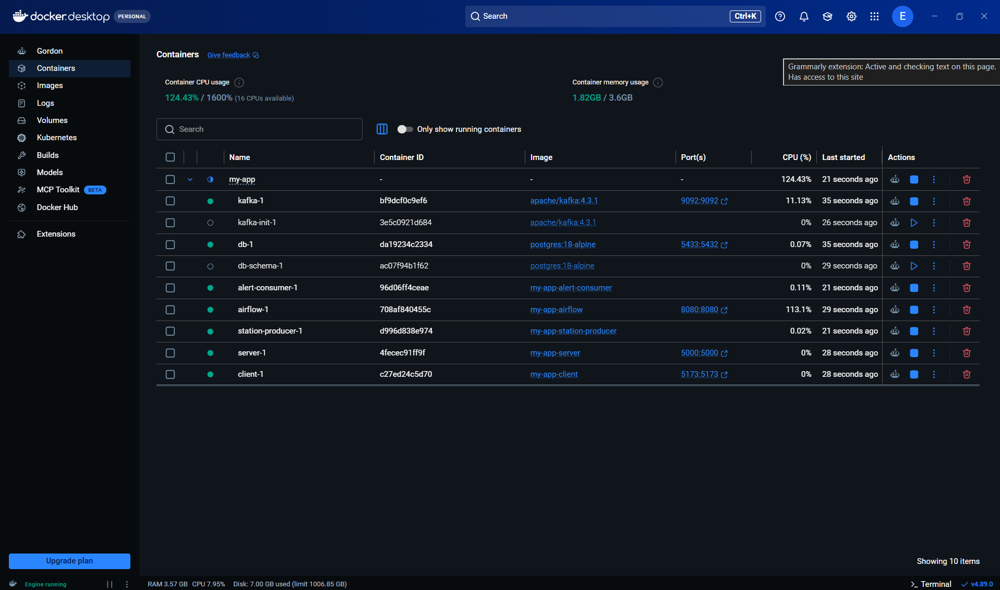 docker.desktop PERSONAL Search Ctrl+K E
Gordon
Containers
Images
Logs
Volumes
Kubernetes
Builds
Models
MCP Toolkit BETA
Docker Hub
Extensions
Upgrade plan
Containers Give feedback
Grammarly extension: Active and checking text on this page.
Has access to this site
Container CPU usage
124.43% / 1600% (16 CPUs available)
Container memory usage
1.82GB / 3.6GB
Search
Only show running containers
Name Container ID Image Port(s) CPU (%) Last started Actions
my-app - - - 124.43% 21 seconds ago
kafka-1 bf9dcf0c9ef6 apache/kafka:4.3.1 9092:9092 11.13% 35 seconds ago
kafka-init-1 3e5c0921d684 apache/kafka:4.3.1 0% 26 seconds ago
db-1 da19234c2334 postgres:18-alpine 5433:5432 0.07% 35 seconds ago
db-schema-1 ac07f94b1f62 postgres:18-alpine 0% 29 seconds ago
alert-consumer-1 96d06ff4ceae my-app-alert-consumer 0.11% 21 seconds ago
airflow-1 708af840455c my-app-airflow 8080:8080 113.1% 29 seconds ago
station-producer-1 d996d838e974 my-app-station-producer 0.02% 21 seconds ago
server-1 4fecec91ff9f my-app-server 5000:5000 0% 28 seconds ago
client-1 c27ed24c5d70 my-app-client 5173:5173 0% 28 seconds ago
Showing 10 items
Engine running RAM 3.57 GB CPU 7.95% Disk: 7.00 GB used (limit 1006.85 GB) Terminal v4.89.0